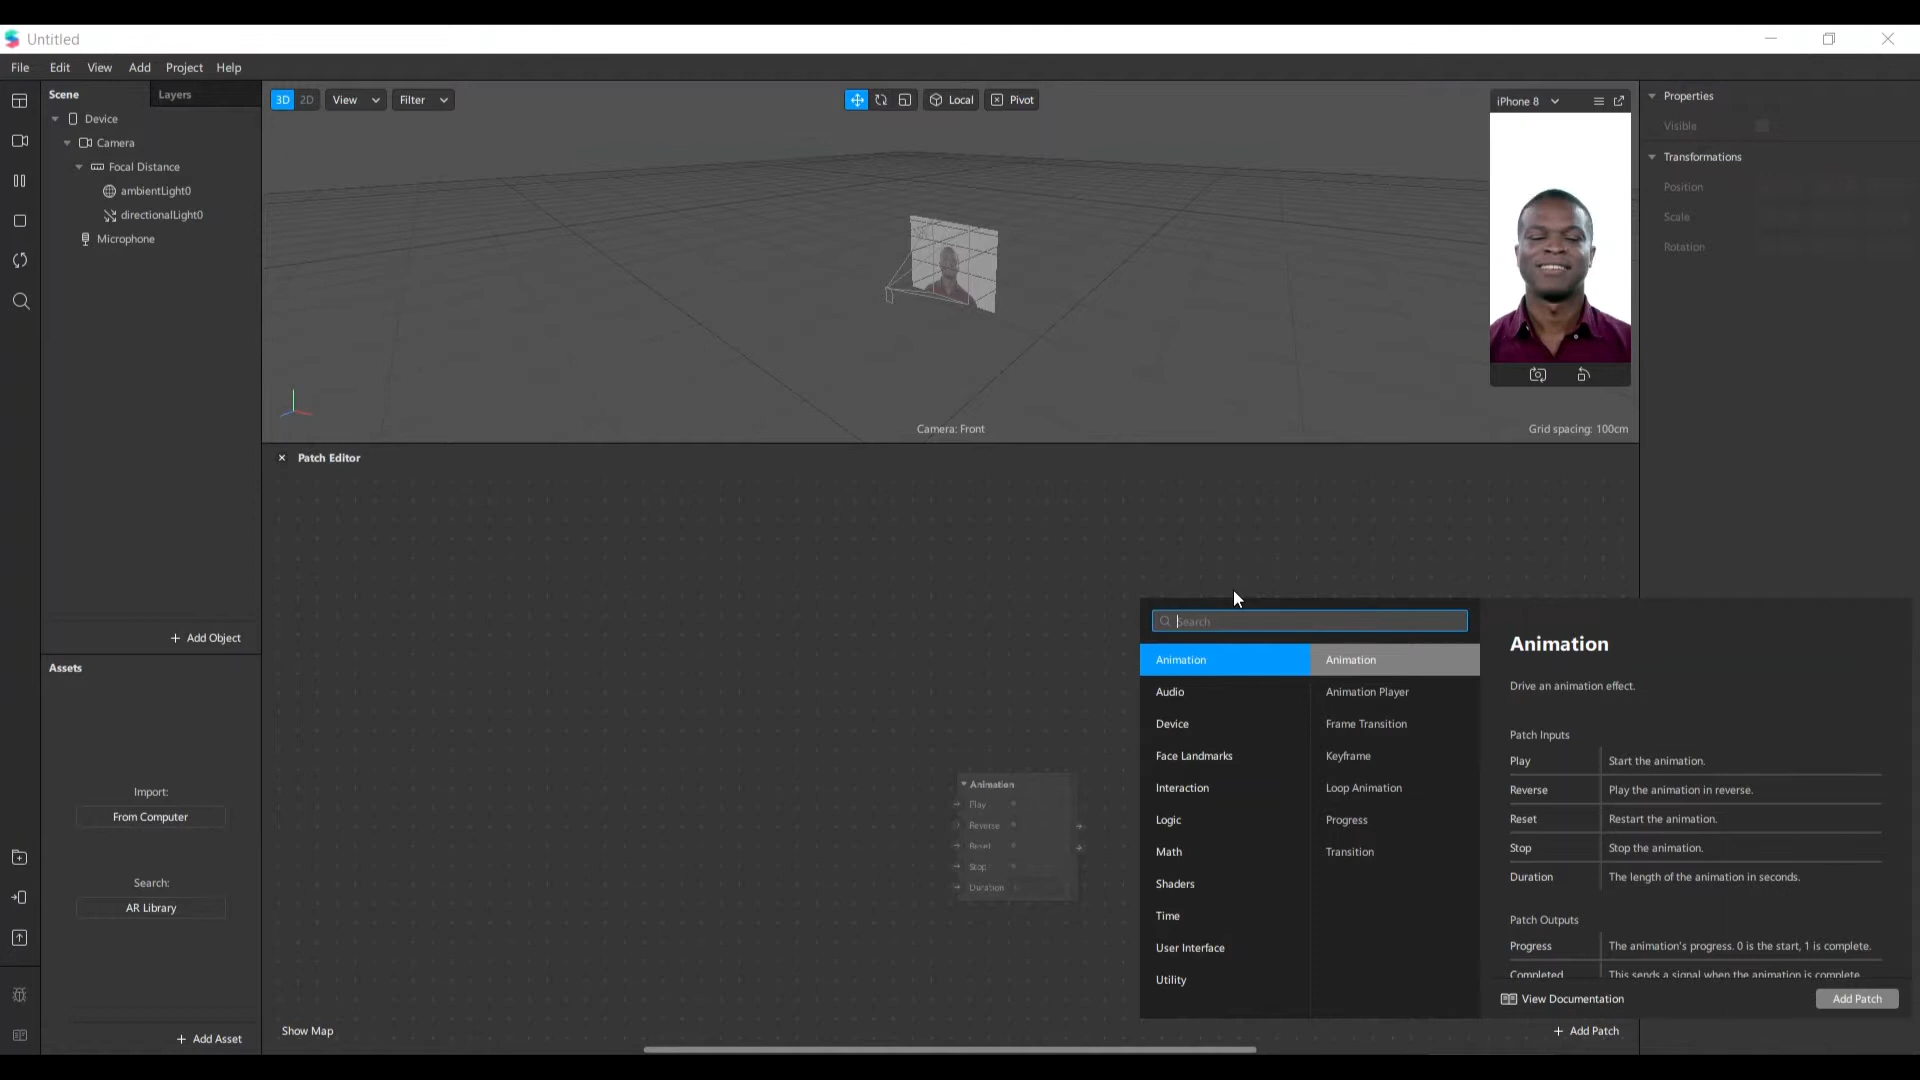 Untitled
File Edit View Add Project Help
Scene Layers
Device
Camera
Focal Distance
ambientLight0
directionalLight0
Microphone
+ Add Object
Assets
Import:
From Computer
Search:
AR Library
+ Add Asset
3D 2D View Filter Local Pivot
iPhone 8
Camera: Front
Grid spacing: 100cm
Properties
Visible
Transformations
Position
Scale
Rotation
Patch Editor
Animation
Play
Reverse
Reset
Stop
Duration
Show Map
Search
Animation
Audio
Device
Face Landmarks
Interaction
Logic
Math
Shaders
Time
User Interface
Utility
Animation
Animation Player
Frame Transition
Keyframe
Loop Animation
Progress
Transition
Animation
Drive an animation effect.
Patch Inputs
Play Start the animation.
Reverse Play the animation in reverse.
Reset Restart the animation.
Stop Stop the animation.
Duration The length of the animation in seconds.
Patch Outputs
Progress The animation's progress. 0 is the start, 1 is complete.
Completed This sends a signal when the animation is complete
View Documentation
Add Patch
+ Add Patch